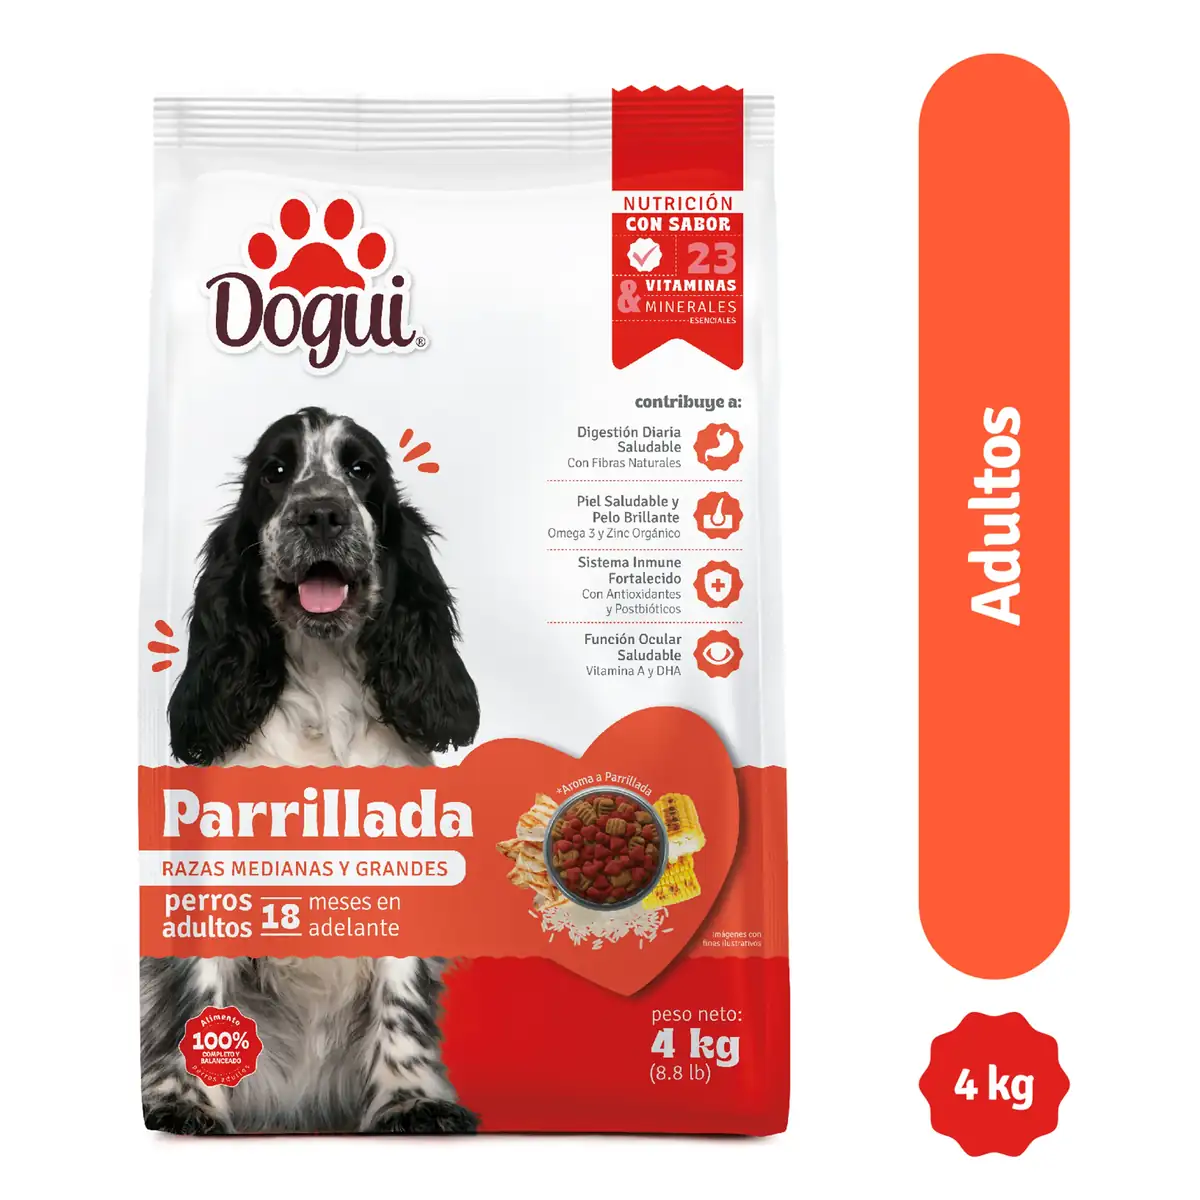 Dogui®
NUTRICIÓN
CON SABOR
23
VITAMINAS
& MINERALES
ESENCIALES
contribuye a:
Digestión Diaria
Saludable
Con Fibras Naturales
Piel Saludable y
Pelo Brillante
Omega 3 y Zinc Orgánico
Sistema Inmune
Fortalecido
Con Antioxidantes
y Postbióticos
Función Ocular
Saludable
Vitamina A y DHA
*Aroma a Parrillada
Parrillada
RAZAS MEDIANAS Y GRANDES
perros
adultos
18
meses en
adelante
Imágenes con
fines ilustrativos
Alimento
100%
COMPLETO Y
BALANCEADO
perros adultos
peso neto:
4 kg
(8.8 lb)
Adultos
4 kg